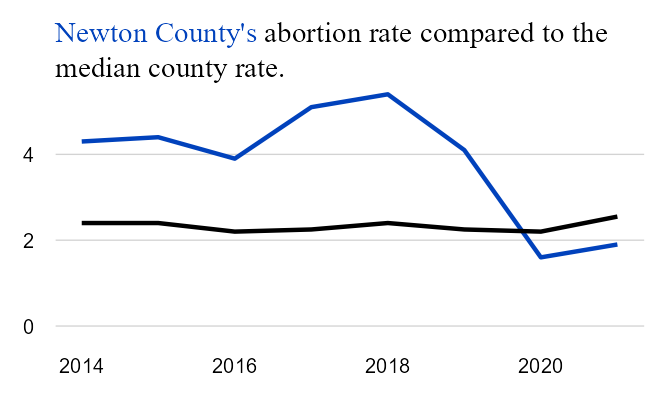 Newton County's abortion rate compared to the
median county rate.
4
2
0
2014 2016 2018 2020